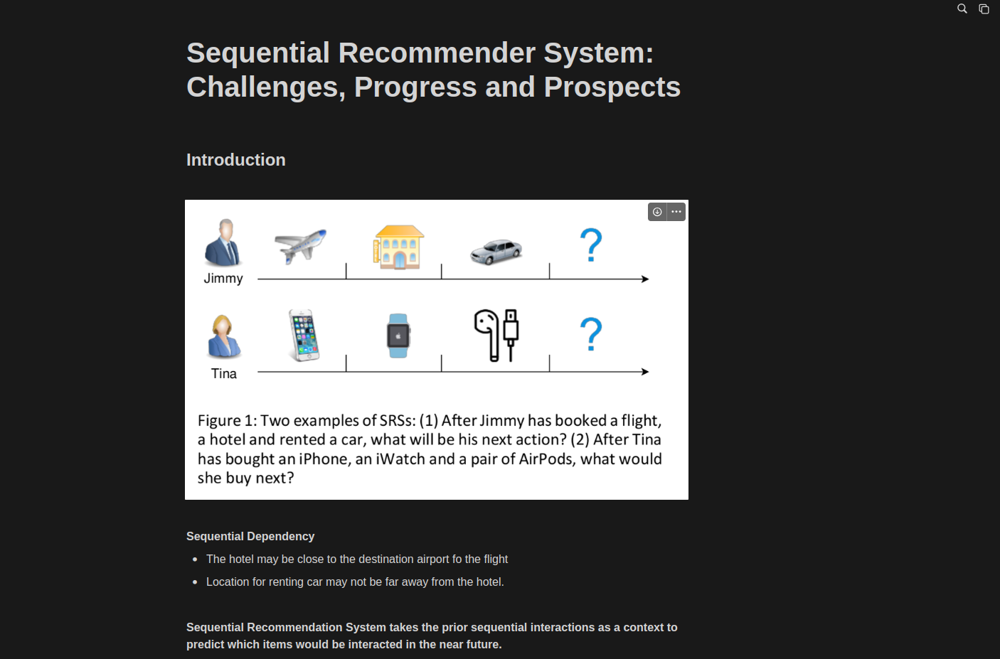 Sequential Recommender System:
Challenges, Progress and Prospects
Introduction
Jimmy
Tina
Figure 1: Two examples of SRSs: (1) After Jimmy has booked a flight,
a hotel and rented a car, what will be his next action? (2) After Tina
has bought an iPhone, an iWatch and a pair of AirPods, what would
she buy next?
Sequential Dependency
• The hotel may be close to the destination airport fo the flight
• Location for renting car may not be far away from the hotel.
Sequential Recommendation System takes the prior sequential interactions as a context to
predict which items would be interacted in the near future.